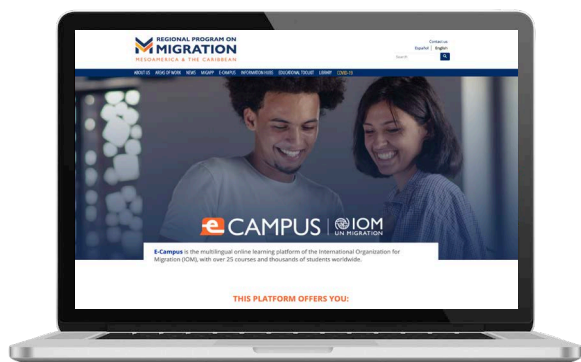 REGIONAL PROGRAM ON
MIGRATION
MESOAMERICA & THE CARIBBEAN
Contact us
Español | English
Search
ABOUT US AREAS OF WORK NEWS MIGAPP E-CAMPUS INFORMATION HUBS EDUCATIONAL TOOLKIT LIBRARY COVID-19
e CAMPUS | IOM
UN MIGRATION
E-Campus is the multilingual online learning platform of the International Organization for
Migration (IOM), with over 25 courses and thousands of students worldwide.
THIS PLATFORM OFFERS YOU: